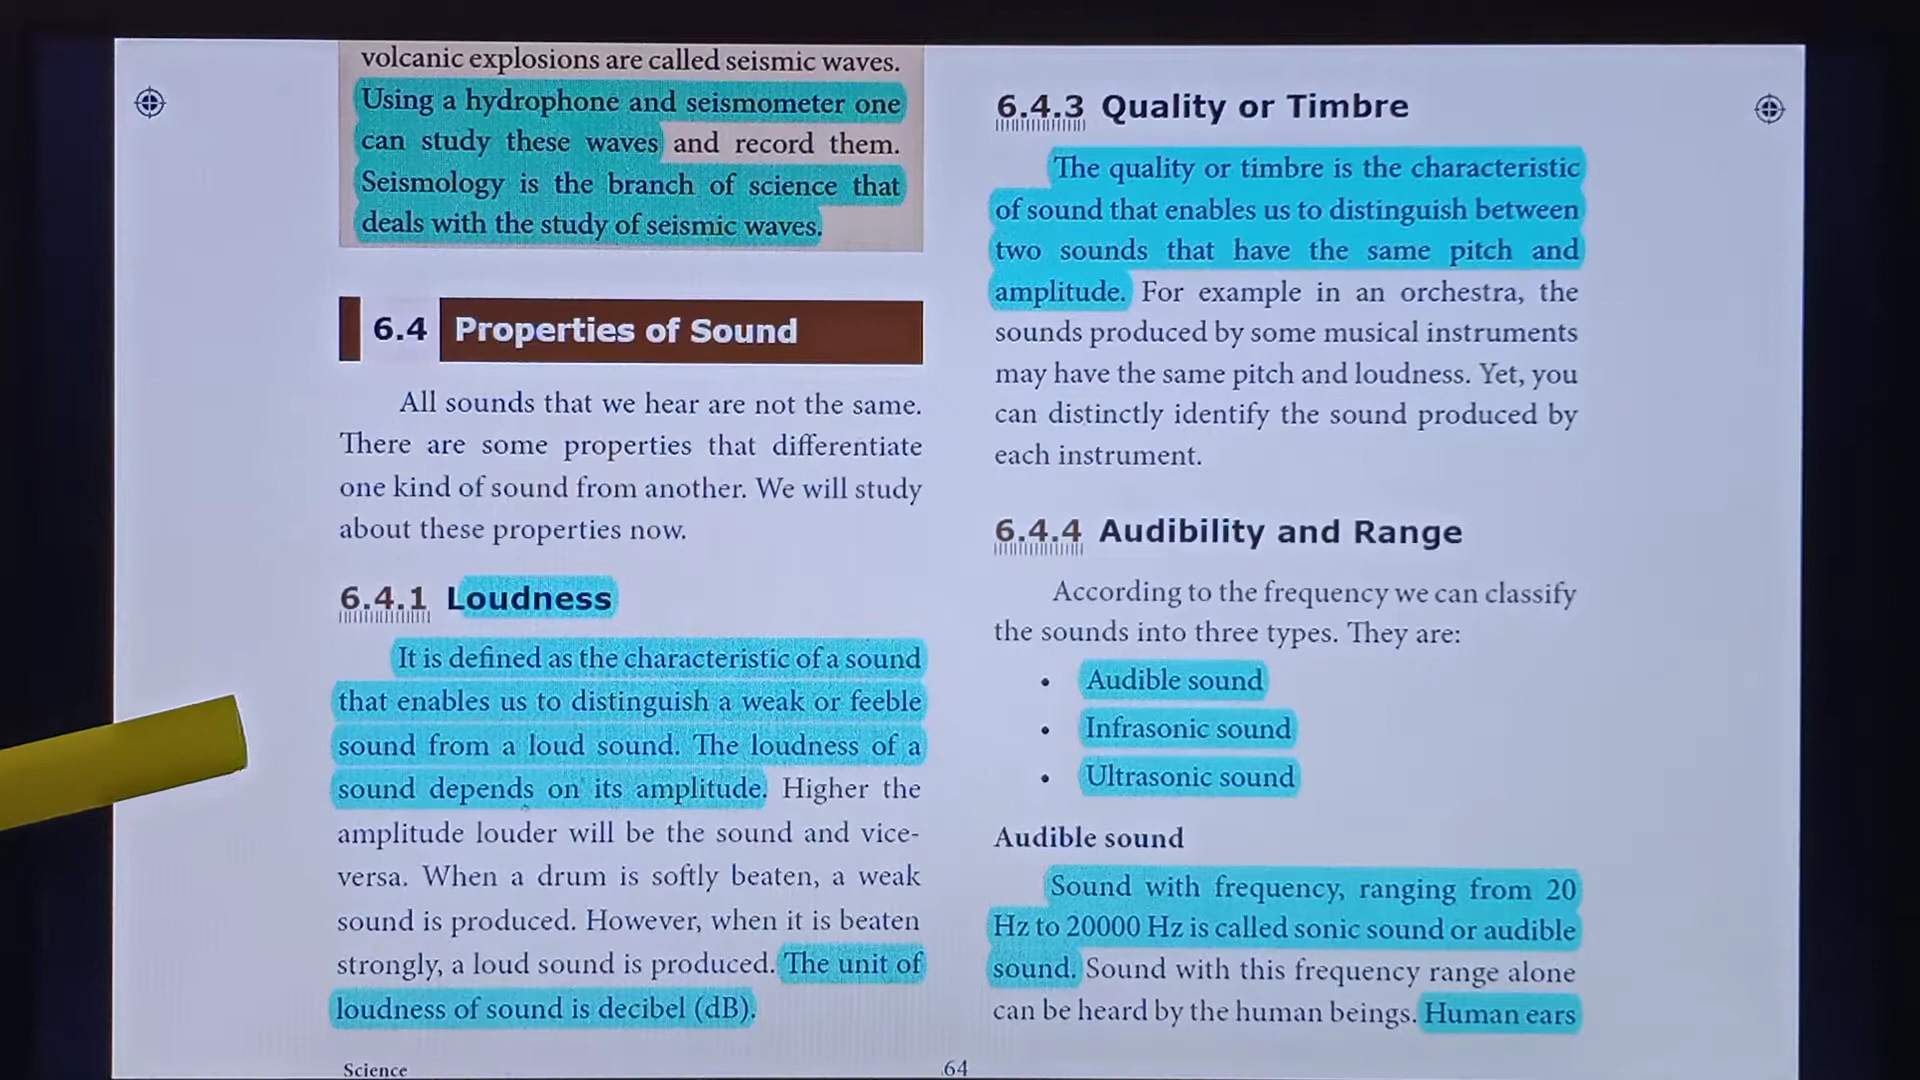 volcanic explosions are called seismic waves.
Using a hydrophone and seismometer one
can study these waves and record them.
Seismology is the branch of science that
deals with the study of seismic waves.
6.4 Properties of Sound
All sounds that we hear are not the same.
There are some properties that differentiate
one kind of sound from another. We will study
about these properties now.
6.4.1 Loudness
It is defined as the characteristic of a sound
that enables us to distinguish a weak or feeble
sound from a loud sound. The loudness of a
sound depends on its amplitude. Higher the
amplitude louder will be the sound and vice-
versa. When a drum is softly beaten, a weak
sound is produced. However, when it is beaten
strongly, a loud sound is produced. The unit of
loudness of sound is decibel (dB).
6.4.3 Quality or Timbre
The quality or timbre is the characteristic
of sound that enables us to distinguish between
two sounds that have the same pitch and
amplitude. For example in an orchestra, the
sounds produced by some musical instruments
may have the same pitch and loudness. Yet, you
can distinctly identify the sound produced by
each instrument.
6.4.4 Audibility and Range
According to the frequency we can classify
the sounds into three types. They are:
• Audible sound
• Infrasonic sound
• Ultrasonic sound
Audible sound
Sound with frequency, ranging from 20
Hz to 20000 Hz is called sonic sound or audible
sound. Sound with this frequency range alone
can be heard by the human beings. Human ears
Science
64